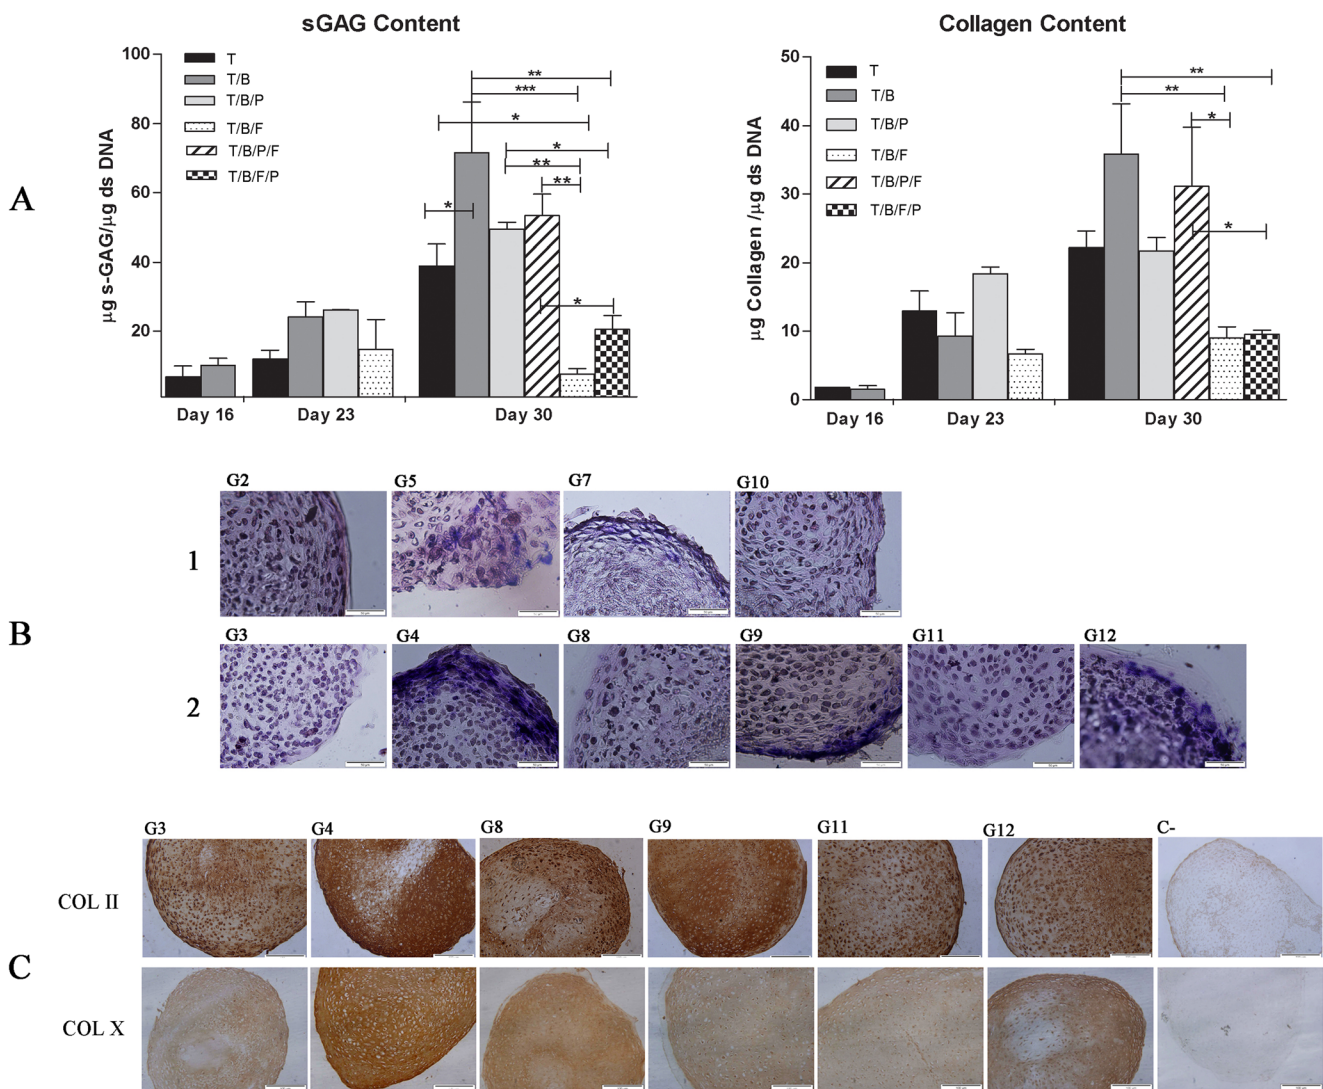 sGAG Content
Collagen Content
A
µg s-GAG/µg ds DNA
100
80
60
40
20
T
T/B
T/B/P
T/B/F
T/B/P/F
T/B/F/P
**
***
*
*
**
**
*
*
Day 16
Day 23
Day 30
µg Collagen /µg ds DNA
50
40
30
20
10
0
T
T/B
T/B/P
T/B/F
T/B/P/F
T/B/F/P
**
**
*
*
Day 16
Day 23
Day 30
B
1
G2
G5
G7
G10
2
G3
G4
G8
G9
G11
G12
C
G3
G4
G8
G9
G11
G12
C-
COL II
COL X